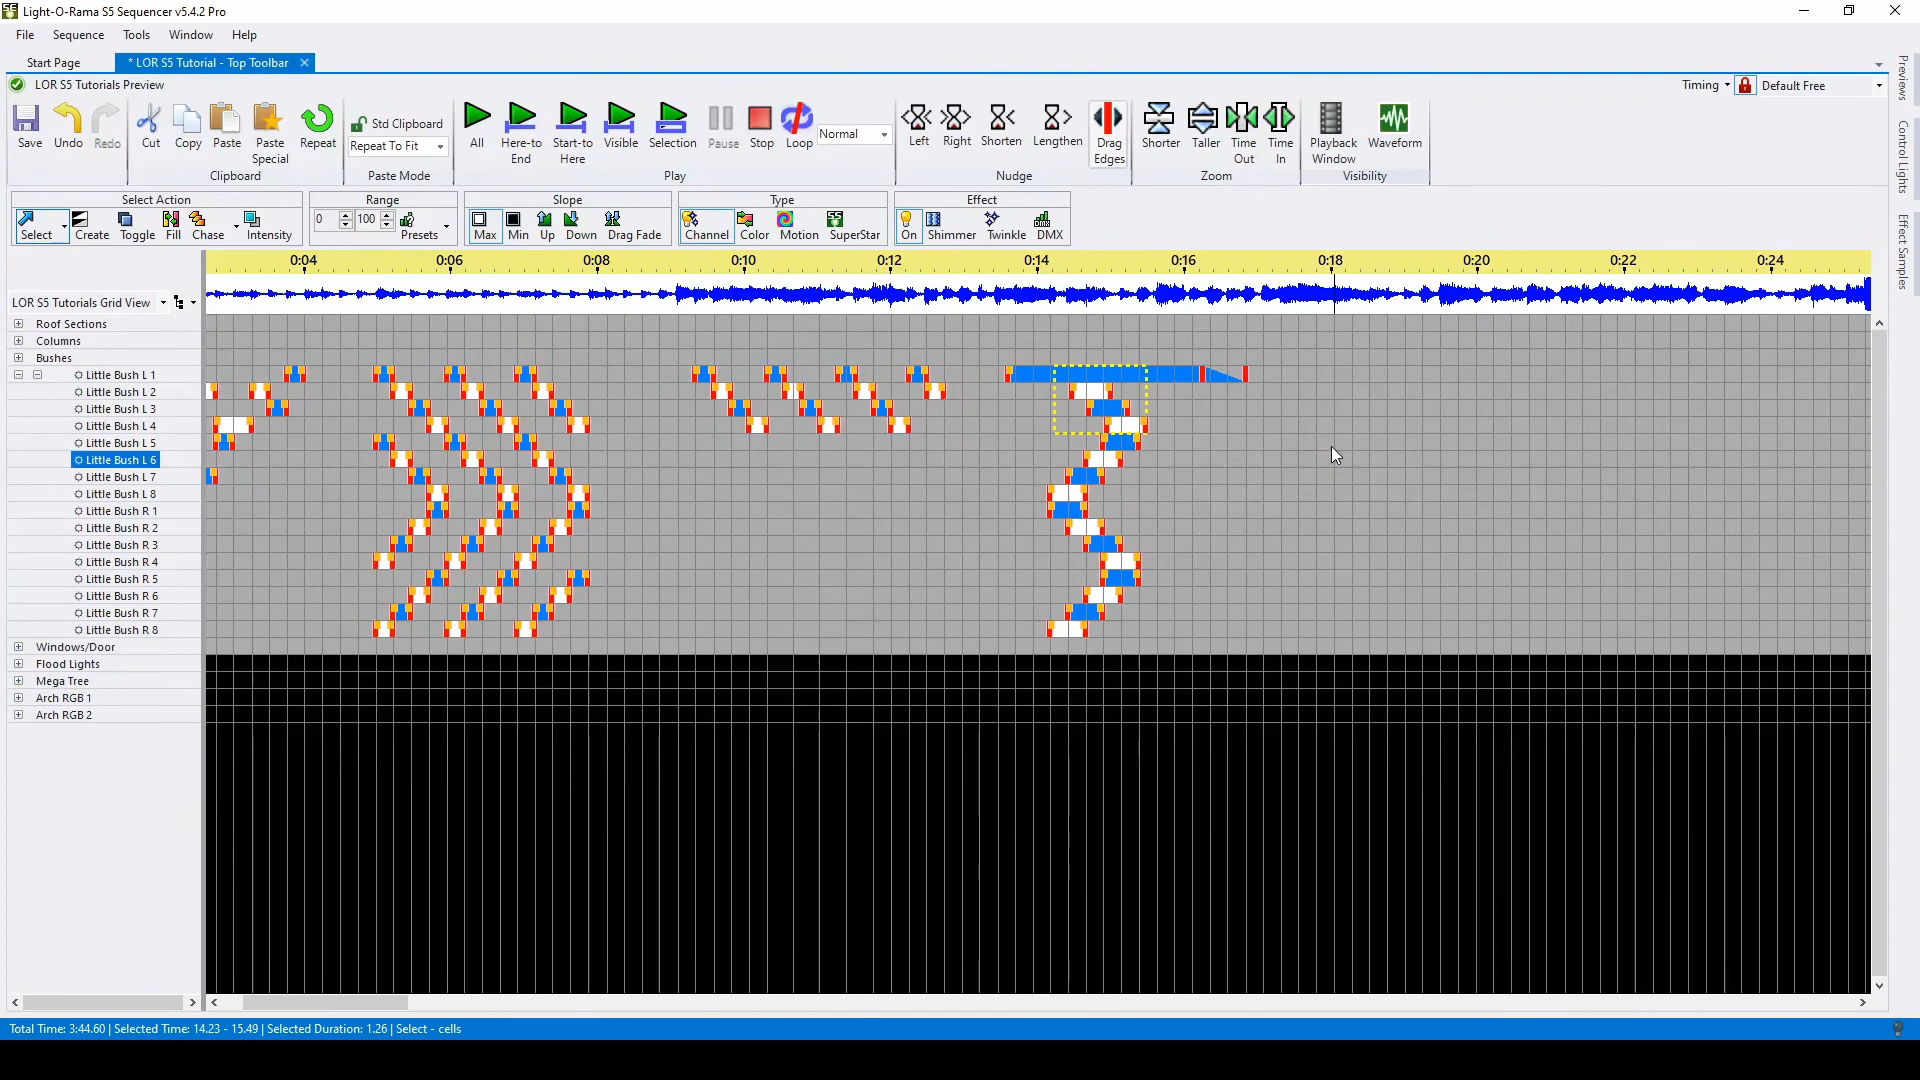 Light-O-Rama S5 Sequencer v5.4.2 Pro
File Sequence Tools Window Help
Start Page * LOR S5 Tutorial - Top Toolbar
LOR S5 Tutorials Preview Timing Default Free
Save Undo Redo Cut Copy Paste Paste Special Repeat Std Clipboard Repeat To Fit All Here-to End Start-to Here Visible Selection Pause Stop Loop Normal Left Right Shorten Lengthen Drag Edges Shorter Taller Time Out Time In Playback Window Waveform
Clipboard Paste Mode Play Nudge Zoom Visibility
Select Action Range Slope Type Effect
0 100
Select Create Toggle Fill Chase Intensity Presets Max Min Up Down Drag Fade Channel Color Motion SuperStar On Shimmer Twinkle DMX
0:04 0:06 0:08 0:10 0:12 0:14 0:16 0:18 0:20 0:22 0:24
LOR S5 Tutorials Grid View
Roof Sections
Columns
Bushes
Little Bush L 1
Little Bush L 2
Little Bush L 3
Little Bush L 4
Little Bush L 5
Little Bush L 6
Little Bush L 7
Little Bush L 8
Little Bush R 1
Little Bush R 2
Little Bush R 3
Little Bush R 4
Little Bush R 5
Little Bush R 6
Little Bush R 7
Little Bush R 8
Windows/Door
Flood Lights
Mega Tree
Arch RGB 1
Arch RGB 2
Previews
Control Lights
Effect Samples
Total Time: 3:44.60 | Selected Time: 14.23 - 15.49 | Selected Duration: 1.26 | Select - cells